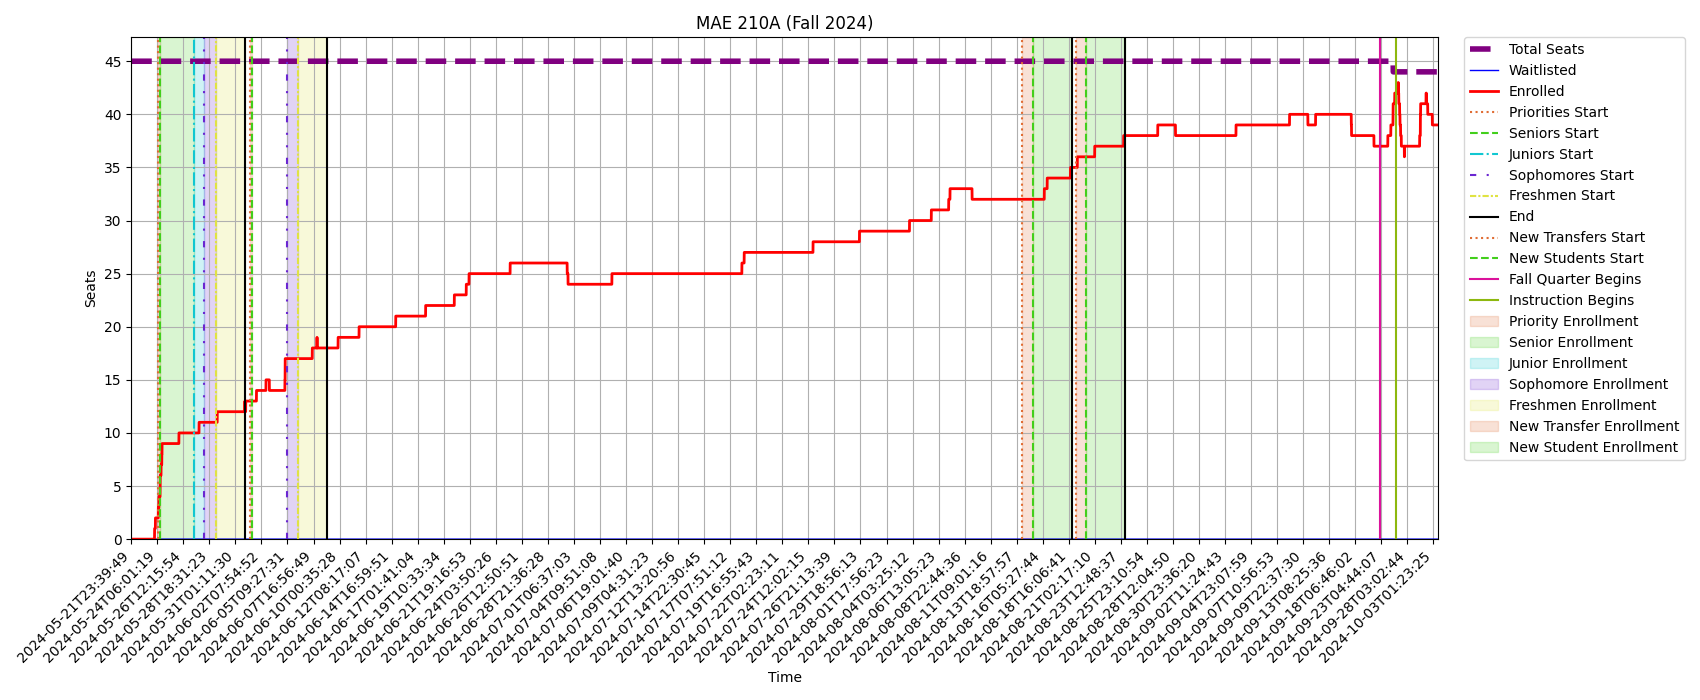 MAE 210A (Fall 2024)
Seats
45
40
35
30
25
20
15
10
5
0
2024-05-21T23:39:49
2024-05-24T06:01:19
2024-05-26T12:15:54
2024-05-28T18:31:23
2024-05-31T01:11:30
2024-06-02T07:54:52
2024-06-05T09:27:31
2024-06-07T16:56:49
2024-06-10T00:35:28
2024-06-12T08:17:07
2024-06-14T16:59:51
2024-06-17T01:41:04
2024-06-19T10:33:34
2024-06-21T19:16:53
2024-06-24T03:50:26
2024-06-26T12:50:51
2024-06-28T21:36:28
2024-07-01T06:37:03
2024-07-04T09:51:08
2024-07-06T19:01:40
2024-07-09T04:31:23
2024-07-12T13:20:56
2024-07-14T22:30:45
2024-07-17T07:51:12
2024-07-19T16:55:43
2024-07-22T02:23:11
2024-07-24T12:02:15
2024-07-26T21:13:39
2024-07-29T18:56:13
2024-08-01T17:56:23
2024-08-04T03:25:12
2024-08-06T13:05:23
2024-08-08T22:44:36
2024-08-11T09:01:16
2024-08-13T18:57:57
2024-08-16T05:27:44
2024-08-18T16:06:41
2024-08-21T02:17:10
2024-08-23T12:48:37
2024-08-25T23:10:54
2024-08-28T12:04:50
2024-08-30T23:36:20
2024-09-02T11:24:43
2024-09-04T23:07:59
2024-09-07T10:56:53
2024-09-09T22:37:30
2024-09-13T08:25:36
2024-09-18T06:46:02
2024-09-23T04:44:07
2024-09-28T03:02:44
2024-10-03T01:23:25
Time
Total Seats
Waitlisted
Enrolled
Priorities Start
Seniors Start
Juniors Start
Sophomores Start
Freshmen Start
End
New Transfers Start
New Students Start
Fall Quarter Begins
Instruction Begins
Priority Enrollment
Senior Enrollment
Junior Enrollment
Sophomore Enrollment
Freshmen Enrollment
New Transfer Enrollment
New Student Enrollment